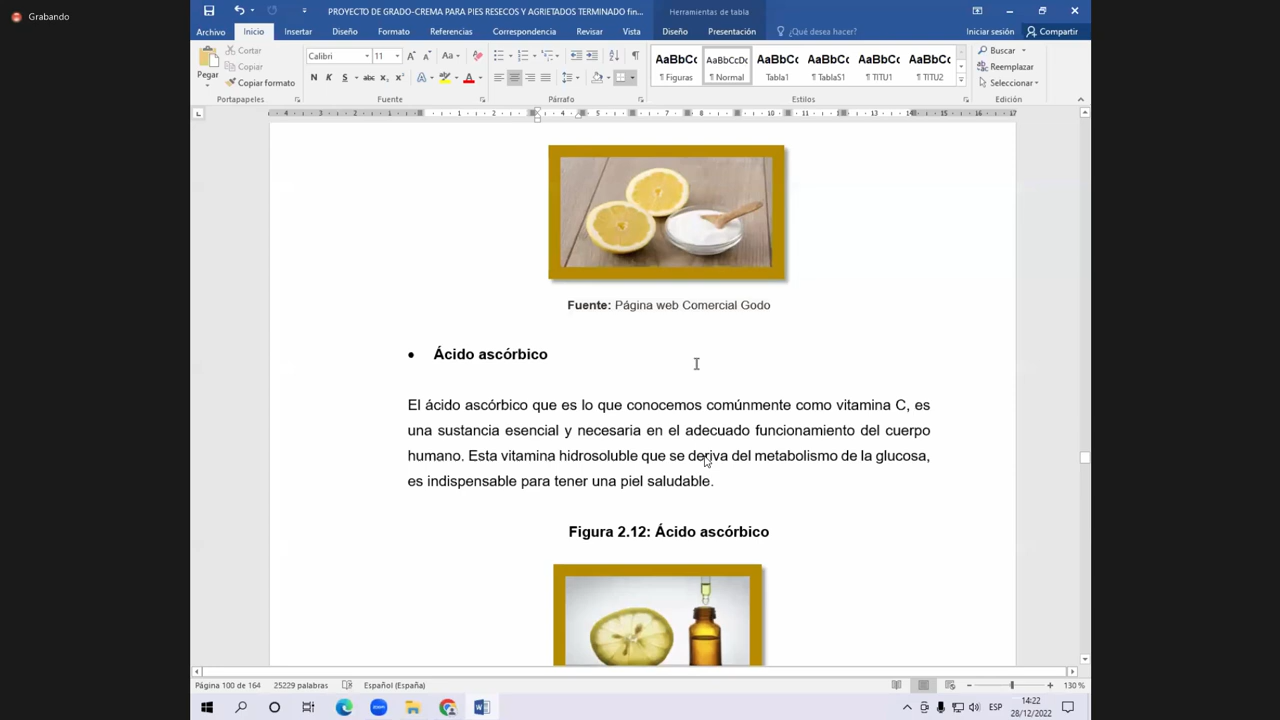 Grabando
PROYECTO DE GRADO-CREMA PARA PIES RESECOS Y AGRIETADOS TERMINADO fin...
Herramientas de tabla
Archivo Inicio Insertar Diseño Formato Referencias Correspondencia Revisar Vista Diseño Presentación ¿Qué desea hacer? Iniciar sesión Compartir
Pegar
Cortar
Copiar
Copiar formato
Portapapeles
Calibri 11
N K S abc x₂ x²
Fuente
Párrafo
AaBbCc AaBbCcDc AaBbCc AaBbCc AaBbCc AaBbCc
¶ Figuras ¶ Normal Tabla1 ¶ TablaS1 ¶ TITU1 ¶ TITU2
Estilos
Buscar
Reemplazar
Seleccionar
Edición
Fuente: Página web Comercial Godo
• Ácido ascórbico
El ácido ascórbico que es lo que conocemos comúnmente como vitamina C, es
una sustancia esencial y necesaria en el adecuado funcionamiento del cuerpo
humano. Esta vitamina hidrosoluble que se deriva del metabolismo de la glucosa,
es indispensable para tener una piel saludable.
Figura 2.12: Ácido ascórbico
Página 100 de 164 25229 palabras Español (España) 130 %
ESP
14:22
28/12/2022